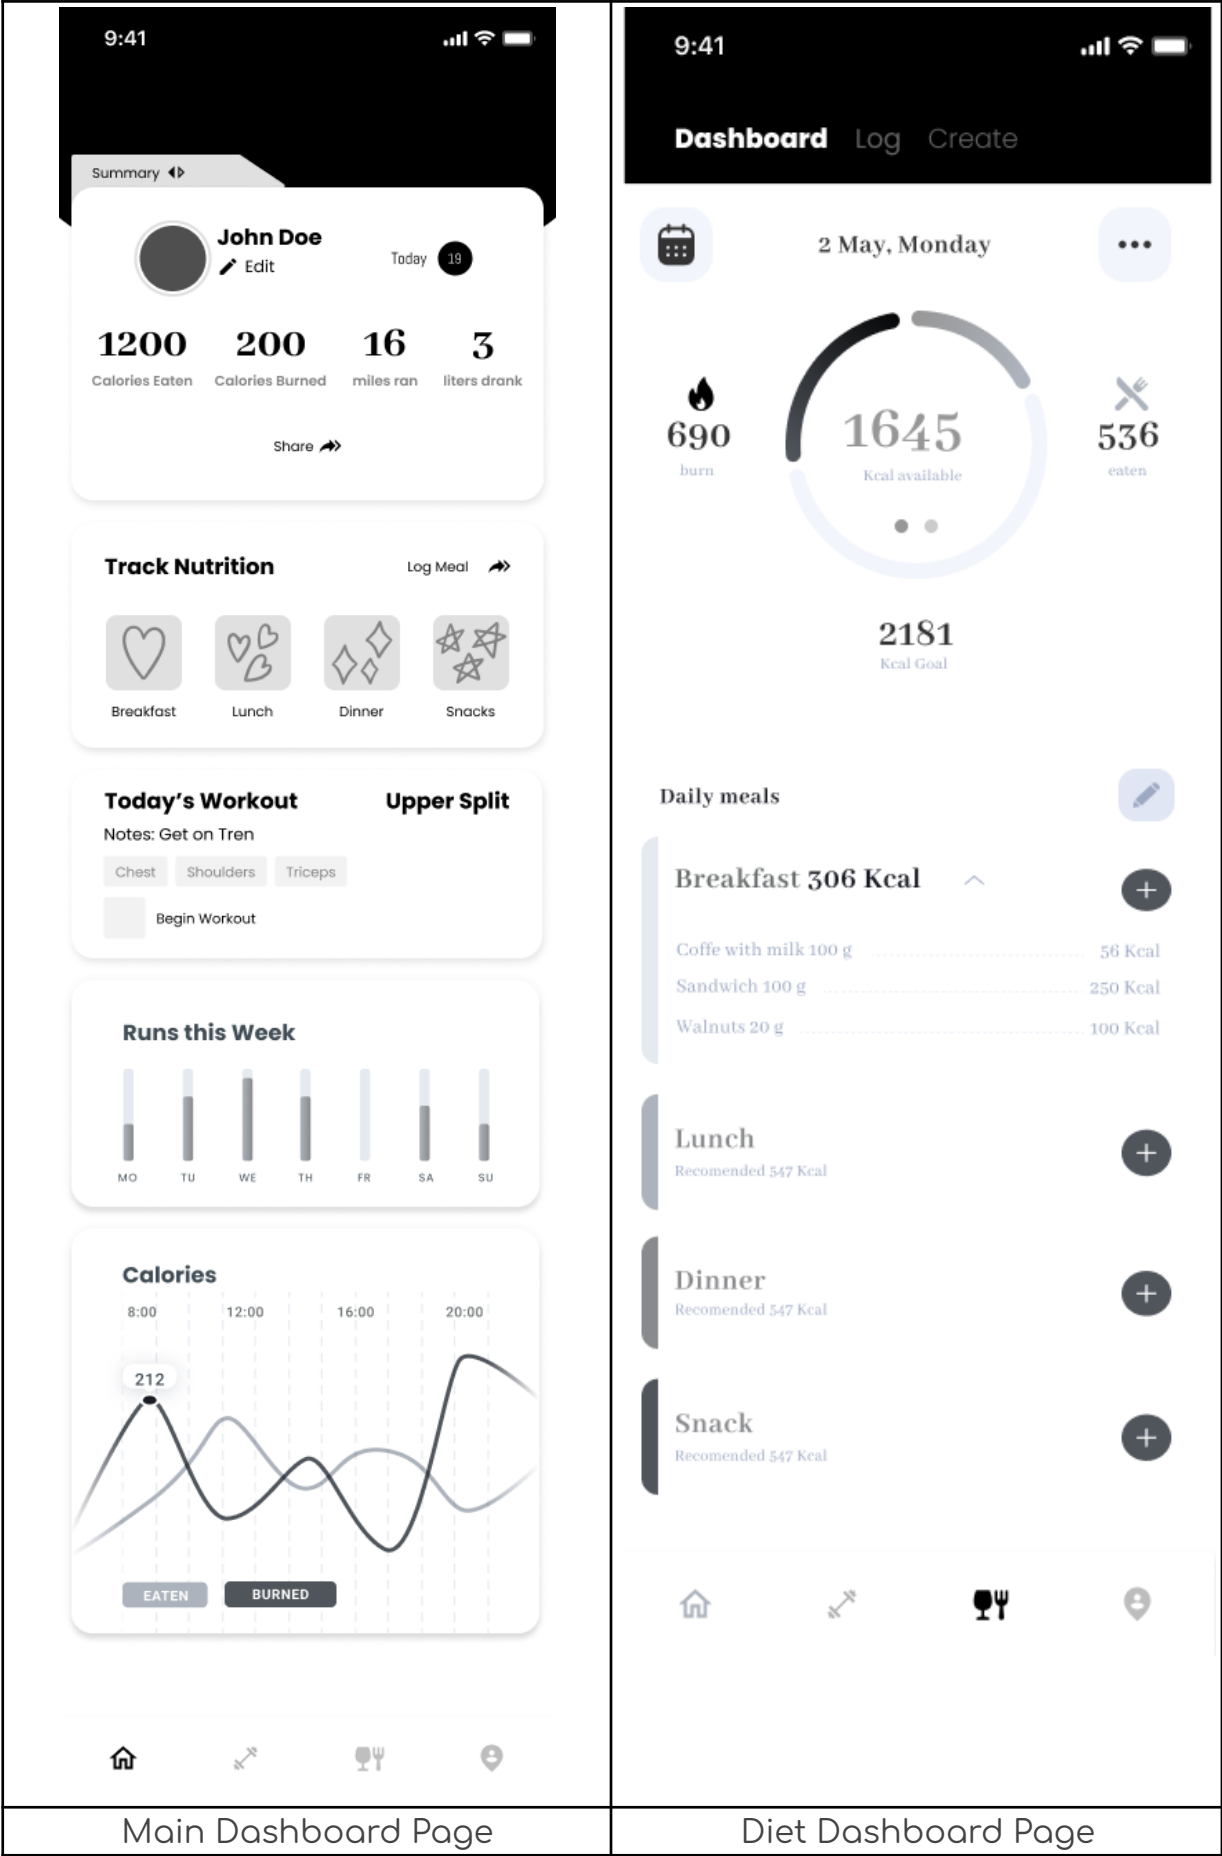 9:41
Summary
John Doe
Edit
Today 19
1200 200 16 3
Calories Eaten Calories Burned miles ran liters drank
Share
Track Nutrition Log Meal
Breakfast Lunch Dinner Snacks
Today's Workout Upper Split
Notes: Get on Tren
Chest Shoulders Triceps
Begin Workout
Runs this Week
MO TU WE TH FR SA SU
Calories
8:00 12:00 16:00 20:00
212
EATEN BURNED
Main Dashboard Page
9:41
Dashboard Log Create
2 May, Monday
690
burn
1645
Kcal available
536
eaten
2181
Kcal Goal
Daily meals
Breakfast 306 Kcal
Coffe with milk 100 g 56 Kcal
Sandwich 100 g 250 Kcal
Walnuts 20 g 100 Kcal
Lunch
Recomended 547 Kcal
Dinner
Recomended 547 Kcal
Snack
Recomended 547 Kcal
Diet Dashboard Page